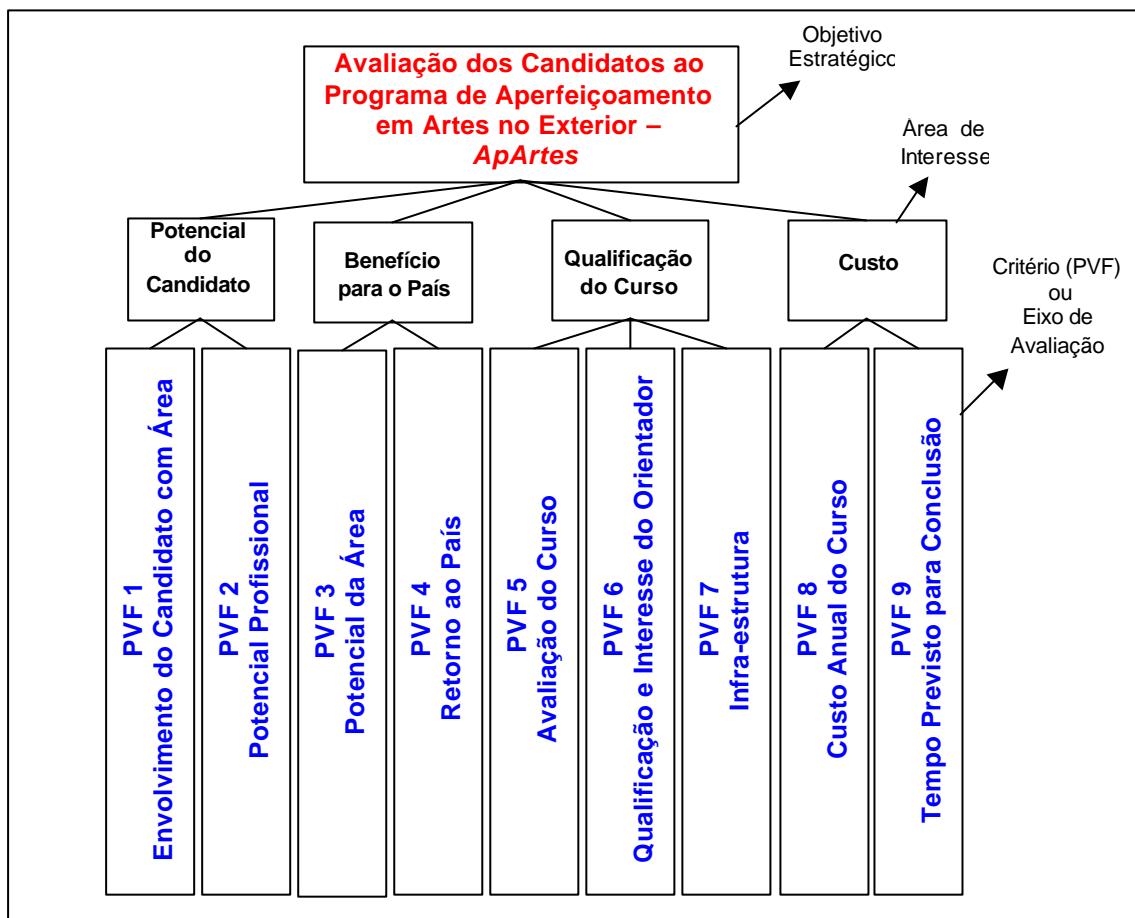 Avaliação dos Candidatos ao
Programa de Aperfeiçoamento
em Artes no Exterior –
ApArtes
Objetivo
Estratégico
Área de
Interesse
Potencial
do
Candidato
Benefício
para o País
Qualificação
do Curso
Custo
Critério (PVF)
ou
Eixo de
Avaliação
PVF 1
Envolvimento do Candidato com Área
PVF 2
Potencial Profissional
PVF 3
Potencial da Área
PVF 4
Retorno ao País
PVF 5
Avaliação do Curso
PVF 6
Qualificação e Interesse do Orientador
PVF 7
Infra-estrutura
PVF 8
Custo Anual do Curso
PVF 9
Tempo Previsto para Conclusão